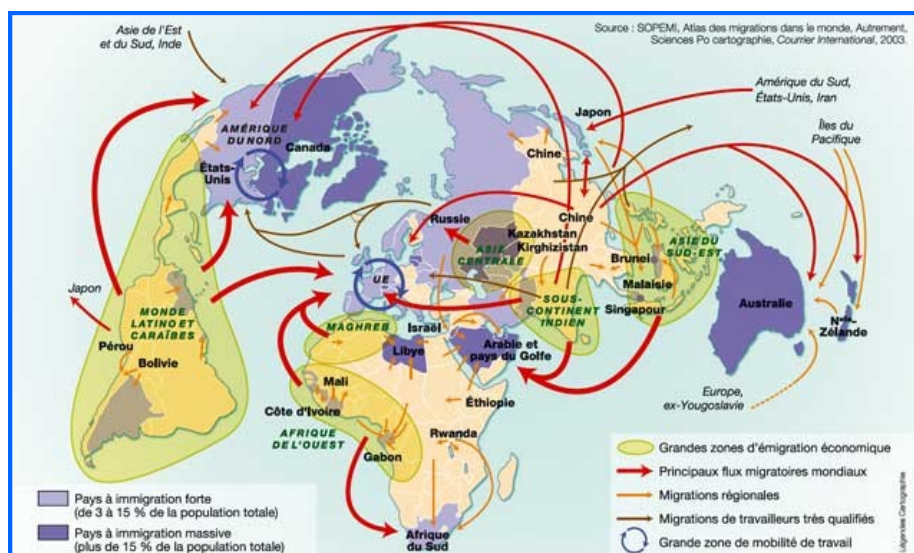 Source : SOPEMI, Atlas des migrations dans le monde, Autrement,
Sciences Po cartographie, Courrier International, 2003.
Asie de l'Est
et du Sud, Inde
Amérique du Sud,
États-Unis, Iran
Îles du
Pacifique
Japon
AMÉRIQUE
DU NORD
Canada
États-
Unis
Chine
Russie
Chine
Kazakhstan
Kirghizistan
ASIE
CENTRALE
ASIE DU
SUD-EST
Brunei
Malaisie
Singapour
UE
SOUS-
CONTINENT
INDIEN
Japon
MONDE
LATINO ET
CARAÏBES
Pérou
Bolivie
MAGHREB
Israël
Libye
Arabie et
pays du Golfe
Australie
Nlle-
Zélande
Mali
Côte d'Ivoire
Éthiopie
Rwanda
AFRIQUE
DE L'OUEST
Gabon
Afrique
du Sud
Europe,
ex-Yougoslavie
Pays à immigration forte
(de 3 à 15 % de la population totale)
Pays à immigration massive
(plus de 15 % de la population totale)
Grandes zones d'émigration économique
Principaux flux migratoires mondiaux
Migrations régionales
Migrations de travailleurs très qualifiés
Grande zone de mobilité de travail
Légendes Cartographie